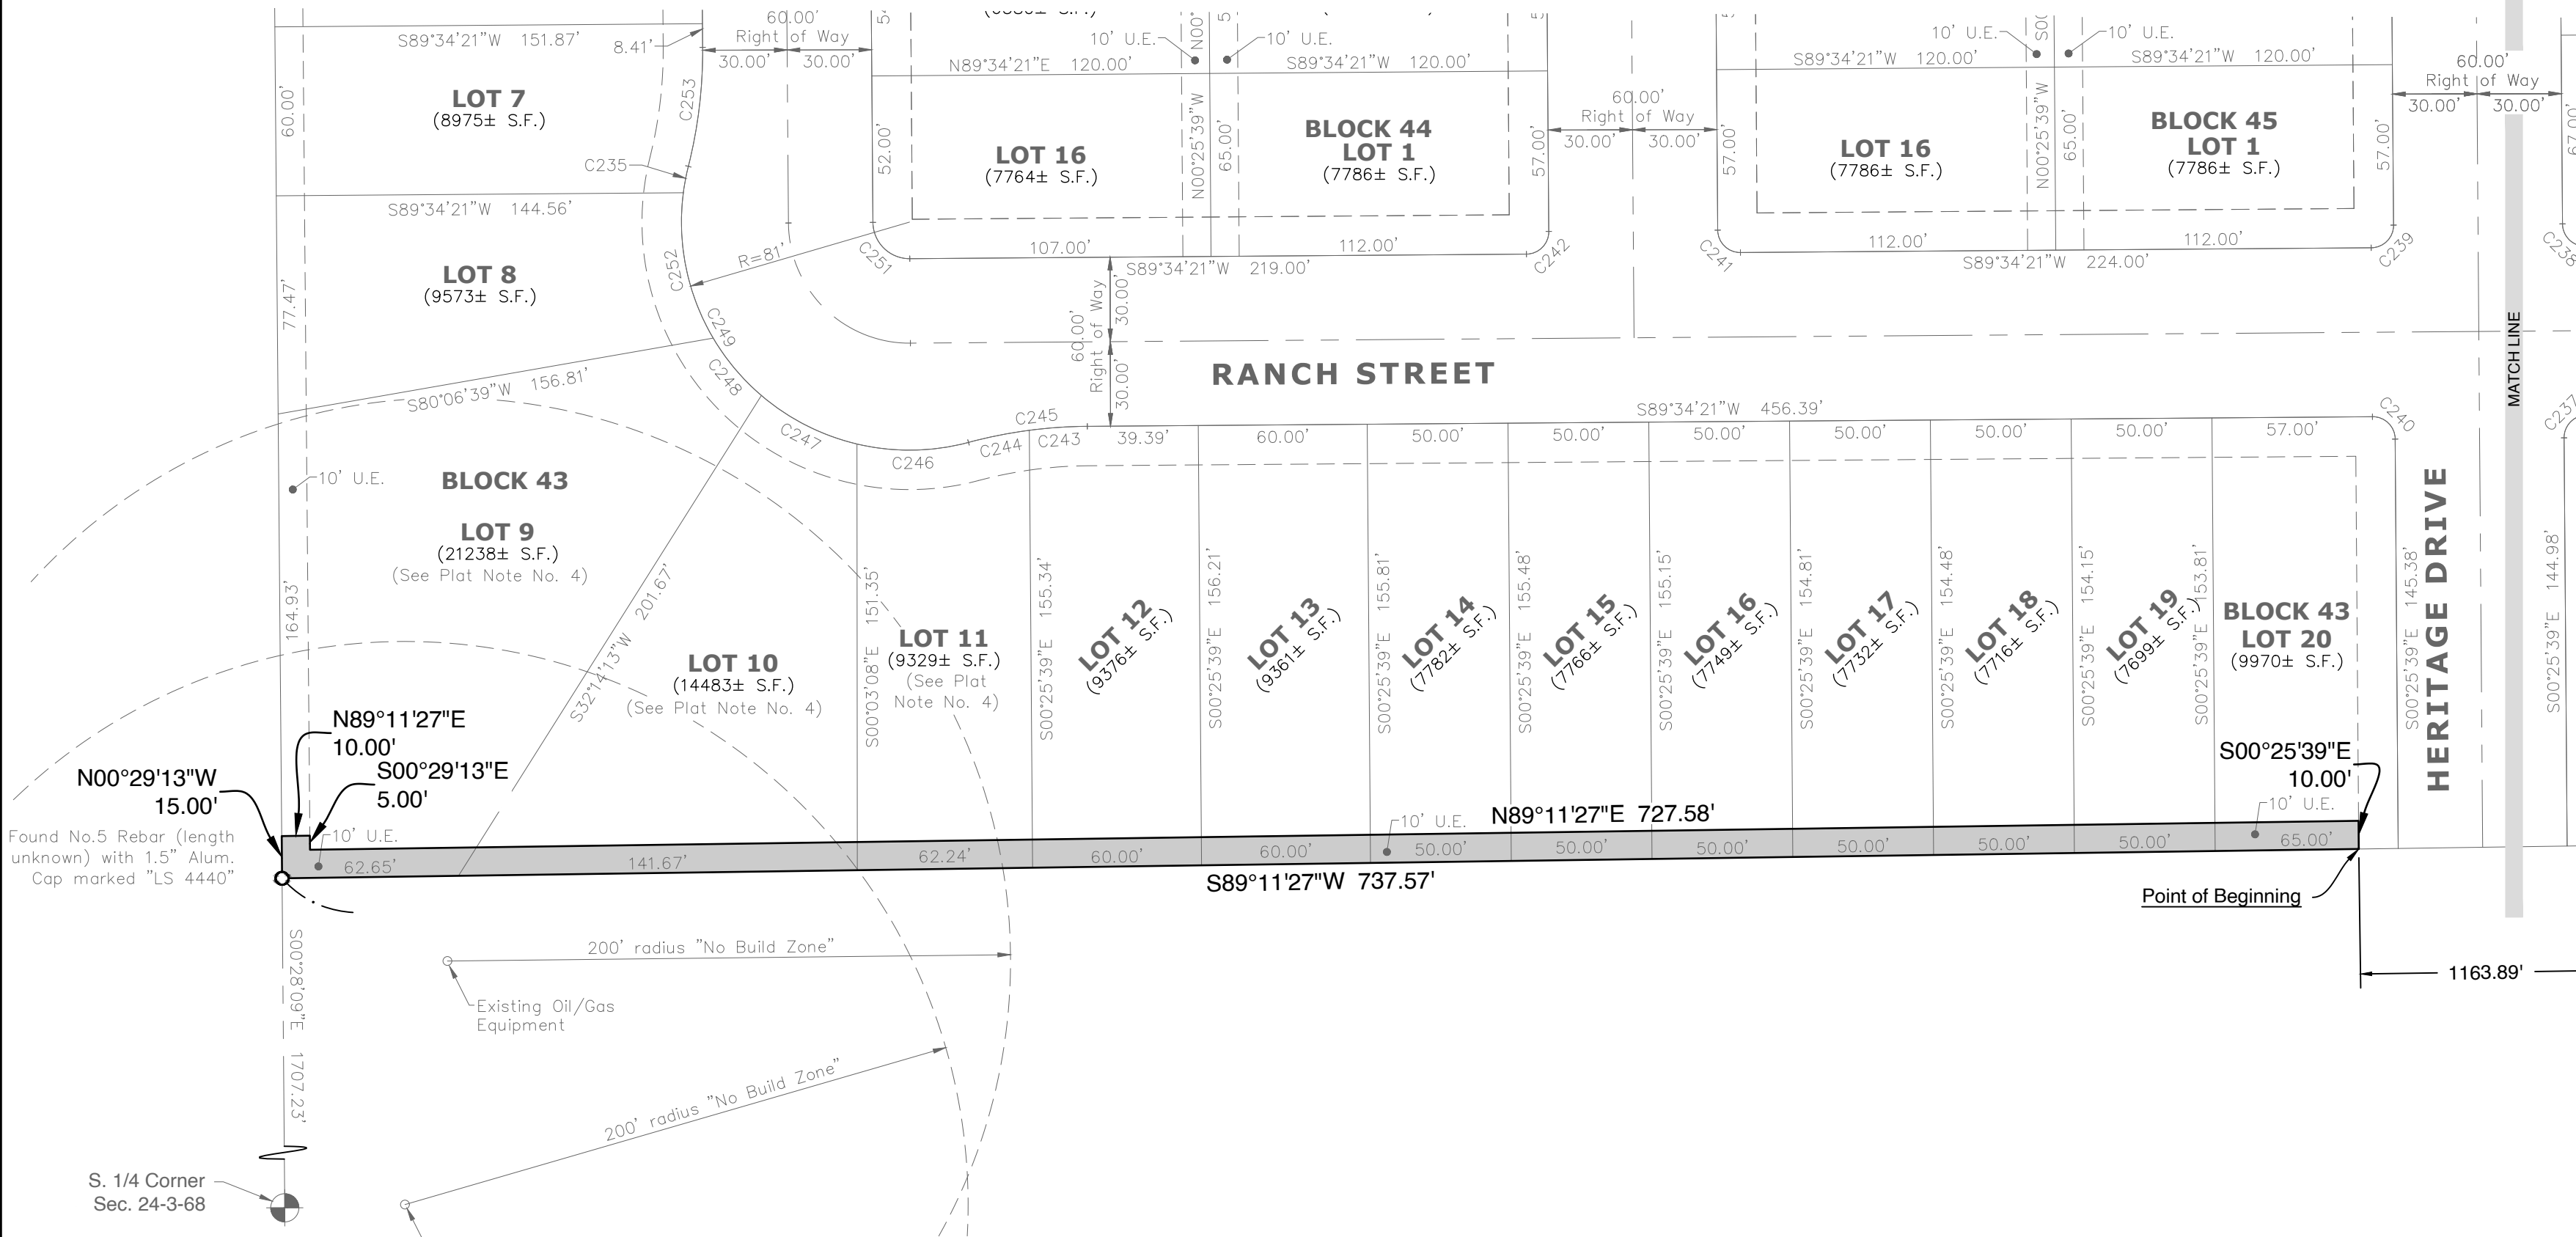 S89°34'21"W 151.87'
8.41'
60.00'
Right of Way
30.00' 30.00'
10' U.E.
10' U.E.
N89°34'21"E 120.00'
S89°34'21"W 120.00'
10' U.E.
10' U.E.
S89°34'21"W 120.00'
S89°34'21"W 120.00'
60.00'
Right of Way
30.00' 30.00'
60.00'
LOT 7
(8975± S.F.)
C253
C235
52.00'
LOT 16
(7764± S.F.)
N00°25'39"W
65.00'
BLOCK 44
LOT 1
(7786± S.F.)
57.00'
60.00'
Right of Way
30.00' 30.00'
57.00'
LOT 16
(7786± S.F.)
N00°25'39"W
65.00'
BLOCK 45
LOT 1
(7786± S.F.)
57.00'
S89°34'21"W 144.56'
LOT 8
(9573± S.F.)
77.47'
C252
R=81'
C251
107.00'
112.00'
S89°34'21"W 219.00'
C242
C241
112.00'
112.00'
S89°34'21"W 224.00'
C239
C238
C249
C248
60.00'
Right of Way
30.00'
30.00'
RANCH STREET
MATCH LINE
S80°06'39"W 156.81'
C247
C246
C244
C245
C243
S89°34'21"W 456.39'
39.39'
60.00'
50.00'
50.00'
50.00'
50.00'
50.00'
50.00'
57.00'
C240
C237
10' U.E.
BLOCK 43
LOT 9
(21238± S.F.)
(See Plat Note No. 4)
164.93'
S32°14'13"W 201.67'
LOT 10
(14483± S.F.)
(See Plat Note No. 4)
S00°03'08"E 151.35'
LOT 11
(9329± S.F.)
(See Plat
Note No. 4)
S00°25'39"E 155.34'
LOT 12
(9376± S.F.)
S00°25'39"E 156.21'
LOT 13
(9361± S.F.)
S00°25'39"E 155.81'
LOT 14
(7782± S.F.)
S00°25'39"E 155.48'
LOT 15
(7766± S.F.)
S00°25'39"E 155.15'
LOT 16
(7749± S.F.)
S00°25'39"E 154.81'
LOT 17
(7732± S.F.)
S00°25'39"E 154.48'
LOT 18
(7716± S.F.)
S00°25'39"E 154.15'
LOT 19
(7699± S.F.)
S00°25'39"E 153.81'
BLOCK 43
LOT 20
(9970± S.F.)
S00°25'39"E 145.38'
HERITAGE DRIVE
S00°25'39"E 144.98'
N89°11'27"E
10.00'
S00°29'13"E
5.00'
N00°29'13"W
15.00'
S00°25'39"E
10.00'
Found No.5 Rebar (length
unknown) with 1.5" Alum.
Cap marked "LS 4440"
10' U.E.
10' U.E.
N89°11'27"E 727.58'
10' U.E.
62.65'
141.67'
62.24'
60.00'
60.00'
50.00'
50.00'
50.00'
50.00'
50.00'
50.00'
65.00'
S89°11'27"W 737.57'
Point of Beginning
1163.89'
S00°28'09"E 1707.23'
200' radius "No Build Zone"
Existing Oil/Gas
Equipment
200' radius "No Build Zone"
S. 1/4 Corner
Sec. 24-3-68